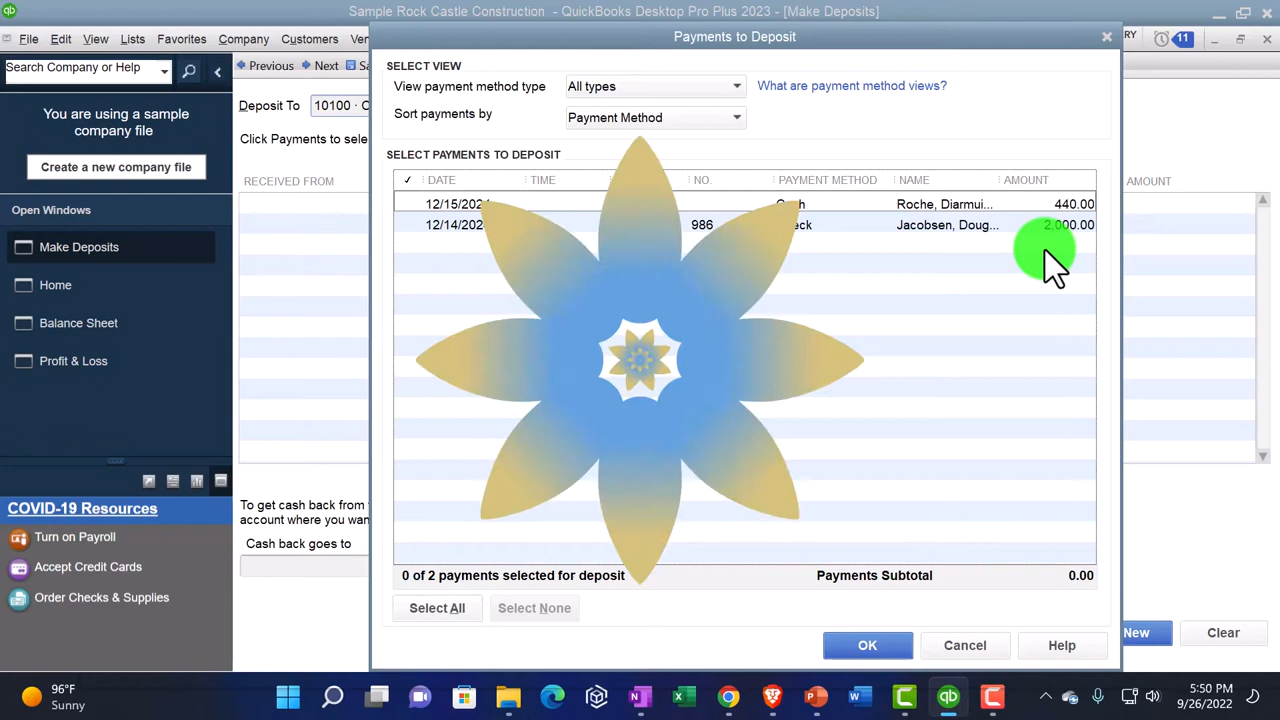 Sample Rock Castle Construction - QuickBooks Desktop Pro Plus 2023 - [Make Deposits]
File Edit View Lists Favorites Company Customers
11
Search Company or Help
Previous Next
Payments to Deposit
You are using a sample
company file
Create a new company file
Open Windows
Make Deposits
Home
Balance Sheet
Profit & Loss
COVID-19 Resources
Turn on Payroll
Accept Credit Cards
Order Checks & Supplies
Deposit To 10100
Click Payments to
RECEIVED FROM
To get cash back from
account where you
Cash back goes to
SELECT VIEW
View payment method type All types What are payment method views?
Sort payments by Payment Method
SELECT PAYMENTS TO DEPOSIT
✓ DATE TIME NO. PAYMENT METHOD NAME AMOUNT
Roche, Diarmui... 440.00
986 Jacobsen, Doug... 2,000.00
0 of 2 payments selected for deposit Payments Subtotal 0.00
Select All Select None
OK Cancel Help
AMOUNT
New Clear
96°F
Sunny
5:50 PM
9/26/2022